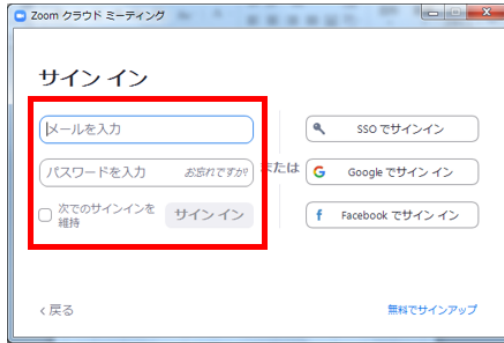 Zoom クラウド ミーティング
サイン イン
メールを入力
パスワードを入力 お忘れですか?
次でのサインインを
維持
サイン イン
または
SSO でサインイン
Google でサイン イン
Facebook でサイン イン
< 戻る
無料でサインアップ